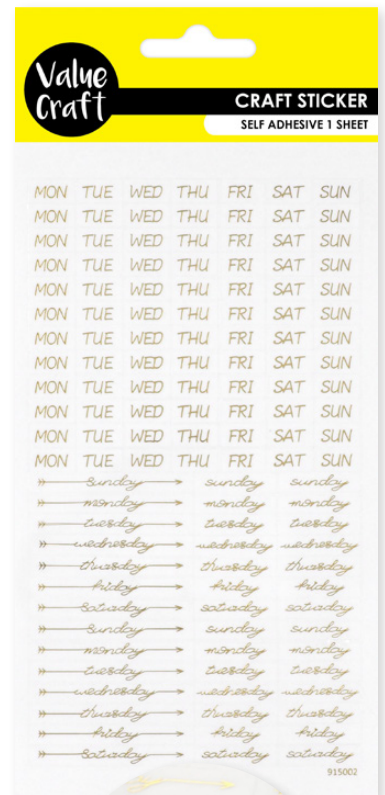 Value
Craft
CRAFT STICKER
SELF ADHESIVE 1 SHEET
MON TUE WED THU FRI SAT SUN
MON TUE WED THU FRI SAT SUN
MON TUE WED THU FRI SAT SUN
MON TUE WED THU FRI SAT SUN
MON TUE WED THU FRI SAT SUN
MON TUE WED THU FRI SAT SUN
MON TUE WED THU FRI SAT SUN
MON TUE WED THU FRI SAT SUN
MON TUE WED THU FRI SAT SUN
MON TUE WED THU FRI SAT SUN
MON TUE WED THU FRI SAT SUN
MON TUE WED THU FRI SAT SUN
sunday sunday sunday
monday monday monday
tuesday tuesday tuesday
wednesday wednesday wednesday
thursday thursday thursday
friday friday friday
saturday saturday saturday
sunday sunday sunday
monday monday monday
tuesday tuesday tuesday
wednesday wednesday wednesday
thursday thursday thursday
friday friday friday
saturday saturday saturday
915002